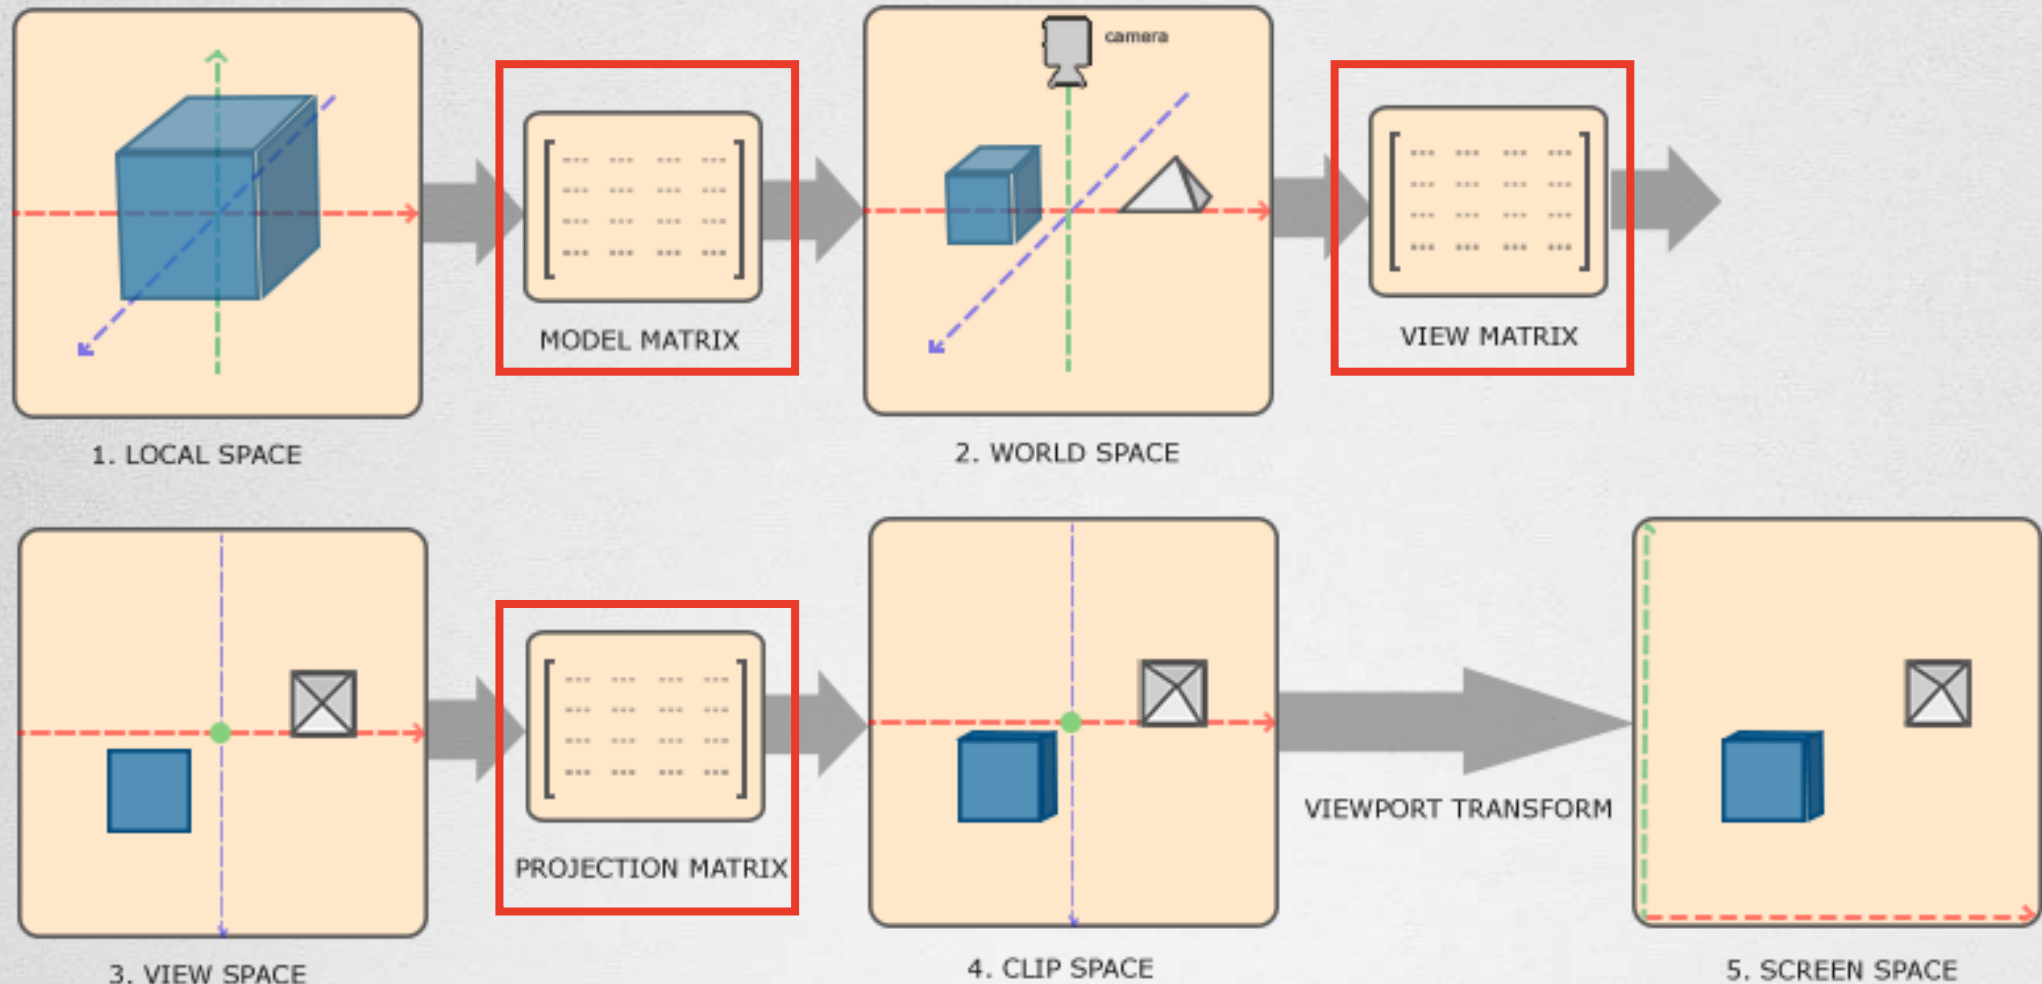 camera
MODEL MATRIX
VIEW MATRIX
1. LOCAL SPACE
2. WORLD SPACE
PROJECTION MATRIX
VIEWPORT TRANSFORM
3. VIEW SPACE
4. CLIP SPACE
5. SCREEN SPACE